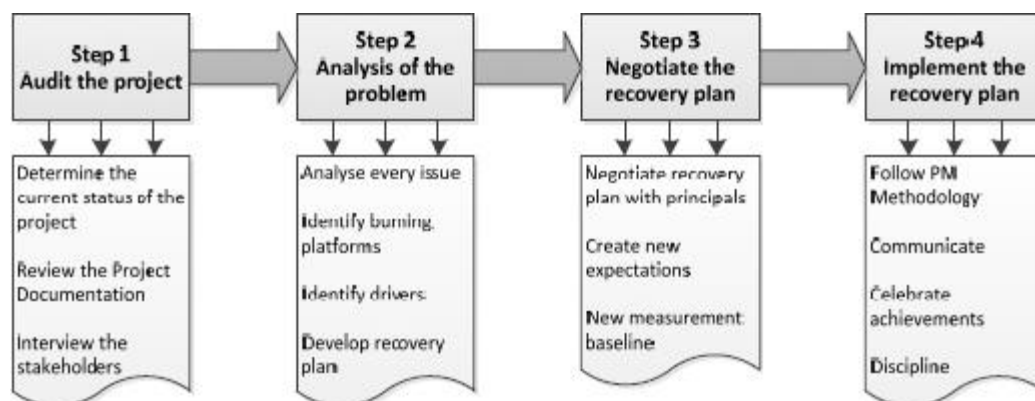 Step 1
Audit the project
Step 2
Analysis of the
problem
Step 3
Negotiate the
recovery plan
Step 4
Implement the
recovery plan
Determine the
current status of the
project
Review the Project
Documentation
Interview the
stakeholders
Analyse every issue
Identify burning
platforms
Identify drivers
Develop recovery
plan
Negotiate recovery
plan with principals
Create new
expectations
New measurement
baseline
Follow PM
Methodology
Communicate
Celebrate
achievements
Discipline